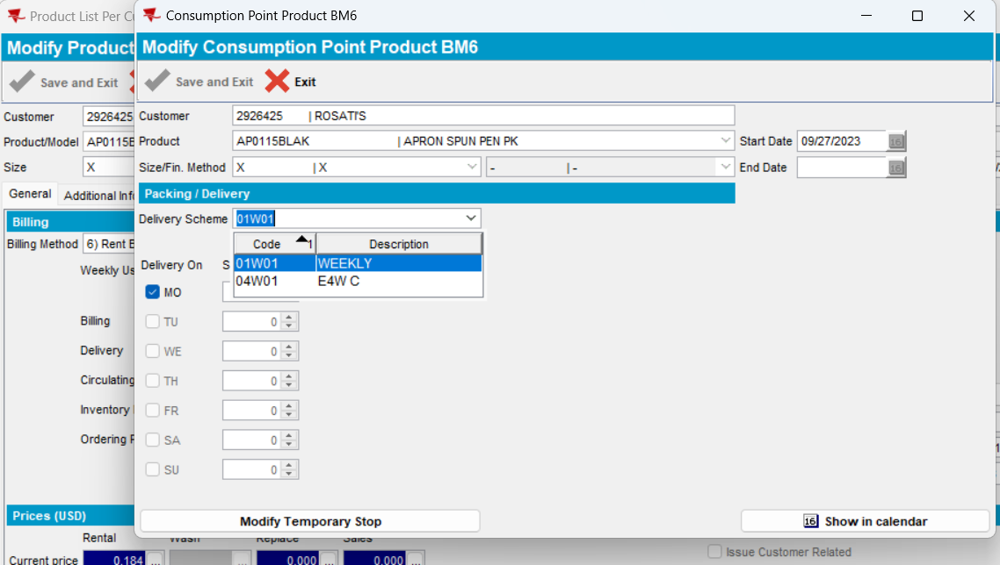 Product List Per Cu
Consumption Point Product BM6
Modify Product
Modify Consumption Point Product BM6
Save and Exit
Save and Exit
Exit
Customer
2926425
Customer
2926425 | ROSATI'S
Product/Model
AP0115B
Product
AP0115BLAK | APRON SPUN PEN PK
Start Date
09/27/2023
16
Size
X
Size/Fin. Method
X | X
- | -
End Date
16
General
Additional Info
Packing / Delivery
Billing
Delivery Scheme
01W01
Billing Method
6) Rent B
Code
1
Description
Weekly Us
Delivery On
S
01W01
WEEKLY
04W01
E4W C
MO
Billing
TU
0
Delivery
WE
0
Circulating
TH
0
Inventory
FR
0
Ordering P
SA
0
SU
0
Prices (USD)
Modify Temporary Stop
16 Show in calendar
Rental
Wash
Replace
Sales
Current price
0.184
...
...
0.000
...
0.000
...
Issue Customer Related